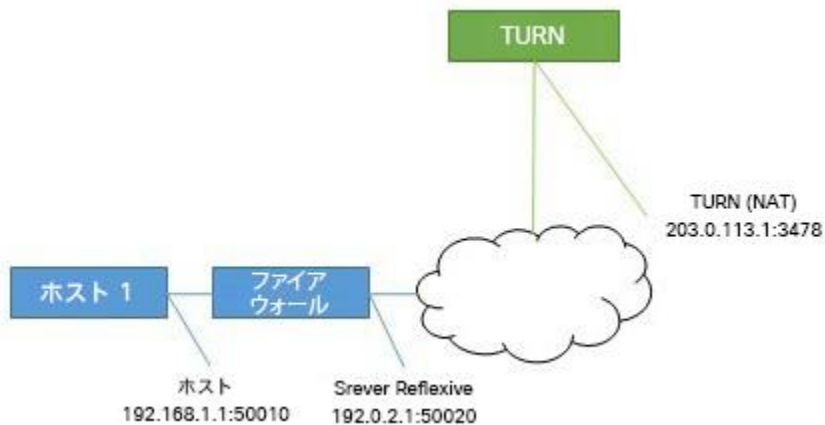 TURN
TURN (NAT)
203.0.113.1:3478
ホスト 1
ファイア
ウォール
ホスト
192.168.1.1:50010
Srever Reflexive
192.0.2.1:50020